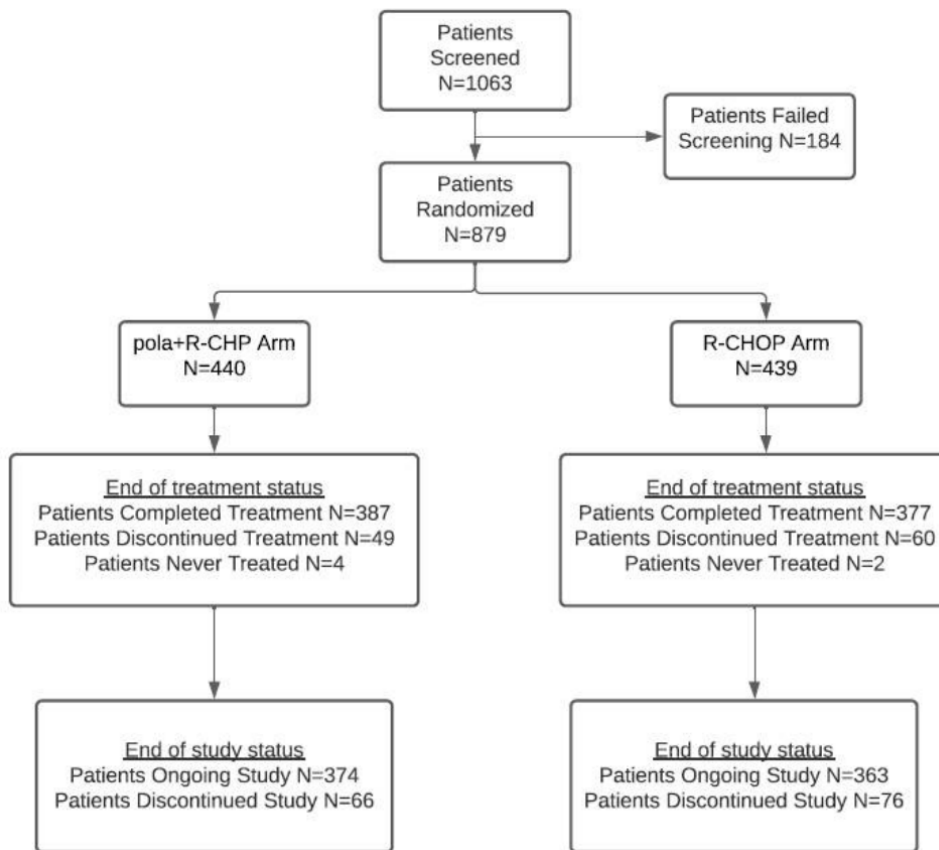 Patients
Screened
N=1063
Patients Failed
Screening N=184
Patients
Randomized
N=879
pola+R-CHP Arm
N=440
R-CHOP Arm
N=439
End of treatment status
Patients Completed Treatment N=387
Patients Discontinued Treatment N=49
Patients Never Treated N=4
End of treatment status
Patients Completed Treatment N=377
Patients Discontinued Treatment N=60
Patients Never Treated N=2
End of study status
Patients Ongoing Study N=374
Patients Discontinued Study N=66
End of study status
Patients Ongoing Study N=363
Patients Discontinued Study N=76